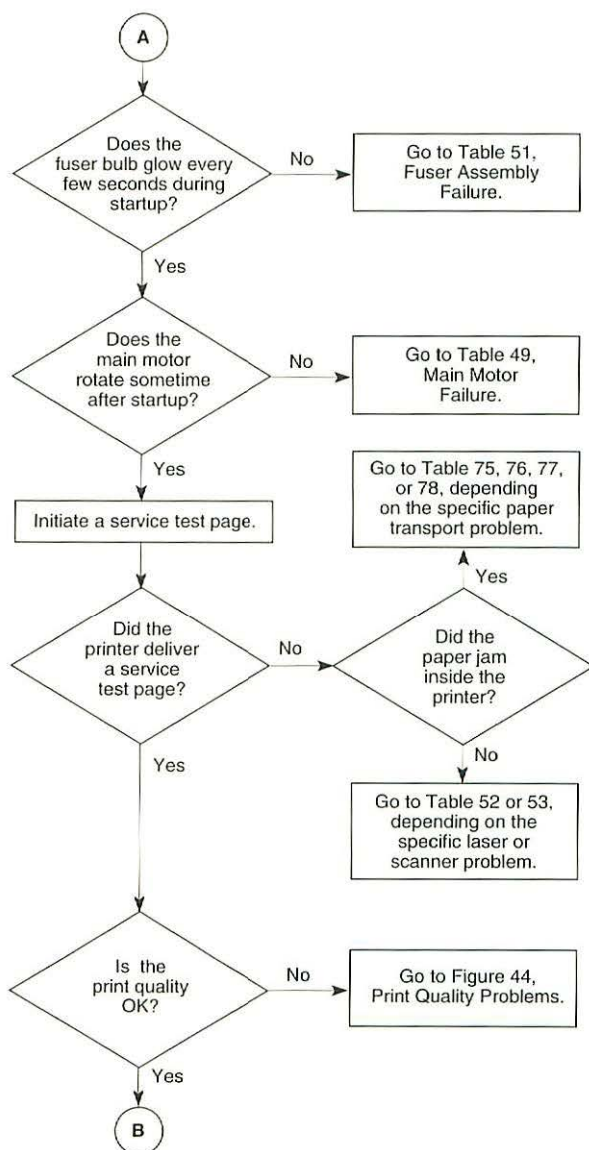 A
Does the
fuser bulb glow every
few seconds during
startup?
No
Go to Table 51,
Fuser Assembly
Failure.
Yes
Does the
main motor
rotate sometime
after startup?
No
Go to Table 49,
Main Motor
Failure.
Yes
Initiate a service test page.
Go to Table 75, 76, 77,
or 78, depending
on the specific paper
transport problem.
Yes
Did the
printer deliver
a service
test page?
No
Did the
paper jam
inside the
printer?
Yes
No
Go to Table 52 or 53,
depending on the
specific laser or
scanner problem.
Is the
print quality
OK?
No
Go to Figure 44,
Print Quality Problems.
Yes
B